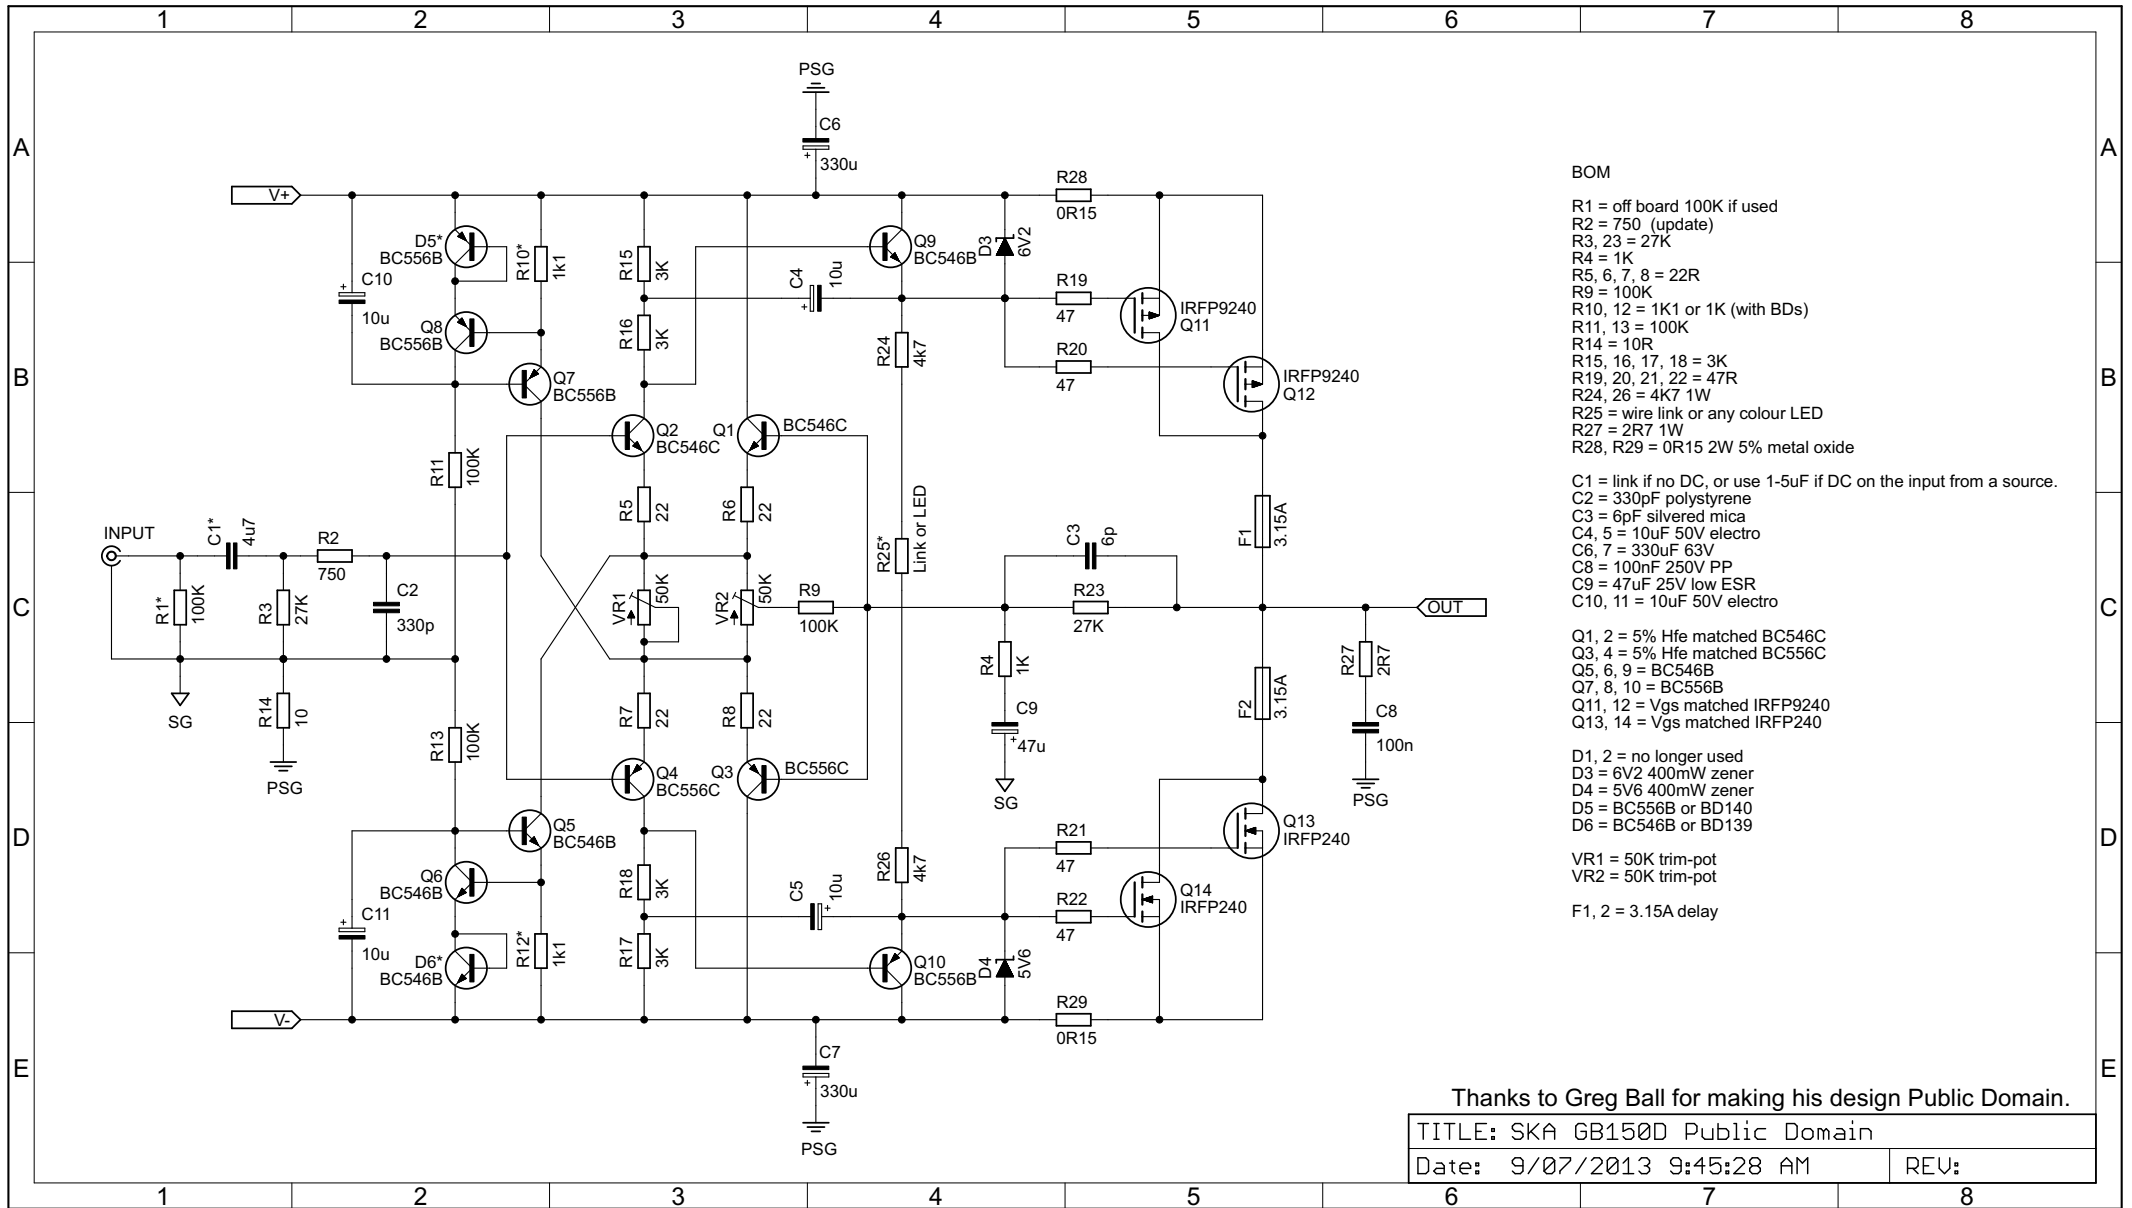 1 2 3 4 5 6 7 8
A
B
C
D
E
A
B
C
D
E
PSG
C6
+
330u
V+
D5*
BC556B
R10*
1k1
C10
+
10u
Q8
BC556B
Q7
BC556B
R15
3K
R16
3K
C4
10u
+
Q9
BC546B
D3
6V2
R28
0R15
R19
47
R20
47
IRFP9240
Q11
IRFP9240
Q12
R24
4k7
Q2
BC546C
Q1
BC546C
R11
100K
R5
22
R6
22
R25*
Link or LED
INPUT
C1*
4u7
R2
750
R1*
100K
R3
27K
C2
330p
VR1
50K
VR2
50K
R9
100K
C3
6p
R23
27K
F1
3.15A
OUT
SG
R14
10
PSG
R13
100K
R7
22
R8
22
R4
1K
C9
+
47u
SG
F2
3.15A
R27
2R7
C8
100n
PSG
Q4
BC556C
Q3
BC556C
Q5
BC546B
Q6
BC546B
C11
+
10u
D6*
BC546B
R12*
1k1
R18
3K
R17
3K
C5
10u
+
R26
4k7
Q10
BC556B
D4
5V6
R21
47
R22
47
R29
0R15
Q13
IRFP240
Q14
IRFP240
V-
C7
+
330u
PSG
BOM
R1 = off board 100K if used
R2 = 750 (update)
R3, 23 = 27K
R4 = 1K
R5, 6, 7, 8 = 22R
R9 = 100K
R10, 12 = 1K1 or 1K (with BDs)
R11, 13 = 100K
R14 = 10R
R15, 16, 17, 18 = 3K
R19, 20, 21, 22 = 47R
R24, 26 = 4K7 1W
R25 = wire link or any colour LED
R27 = 2R7 1W
R28, R29 = 0R15 2W 5% metal oxide
C1 = link if no DC, or use 1-5uF if DC on the input from a source.
C2 = 330pF polystyrene
C3 = 6pF silvered mica
C4, 5 = 10uF 50V electro
C6, 7 = 330uF 63V
C8 = 100nF 250V PP
C9 = 47uF 25V low ESR
C10, 11 = 10uF 50V electro
Q1, 2 = 5% Hfe matched BC546C
Q3, 4 = 5% Hfe matched BC556C
Q5, 6, 9 = BC546B
Q7, 8, 10 = BC556B
Q11, 12 = Vgs matched IRFP9240
Q13, 14 = Vgs matched IRFP240
D1, 2 = no longer used
D3 = 6V2 400mW zener
D4 = 5V6 400mW zener
D5 = BC556B or BD140
D6 = BC546B or BD139
VR1 = 50K trim-pot
VR2 = 50K trim-pot
F1, 2 = 3.15A delay
Thanks to Greg Ball for making his design Public Domain.
TITLE: SKA GB150D Public Domain
Date: 9/07/2013 9:45:28 AM REV:
1 2 3 4 5 6 7 8